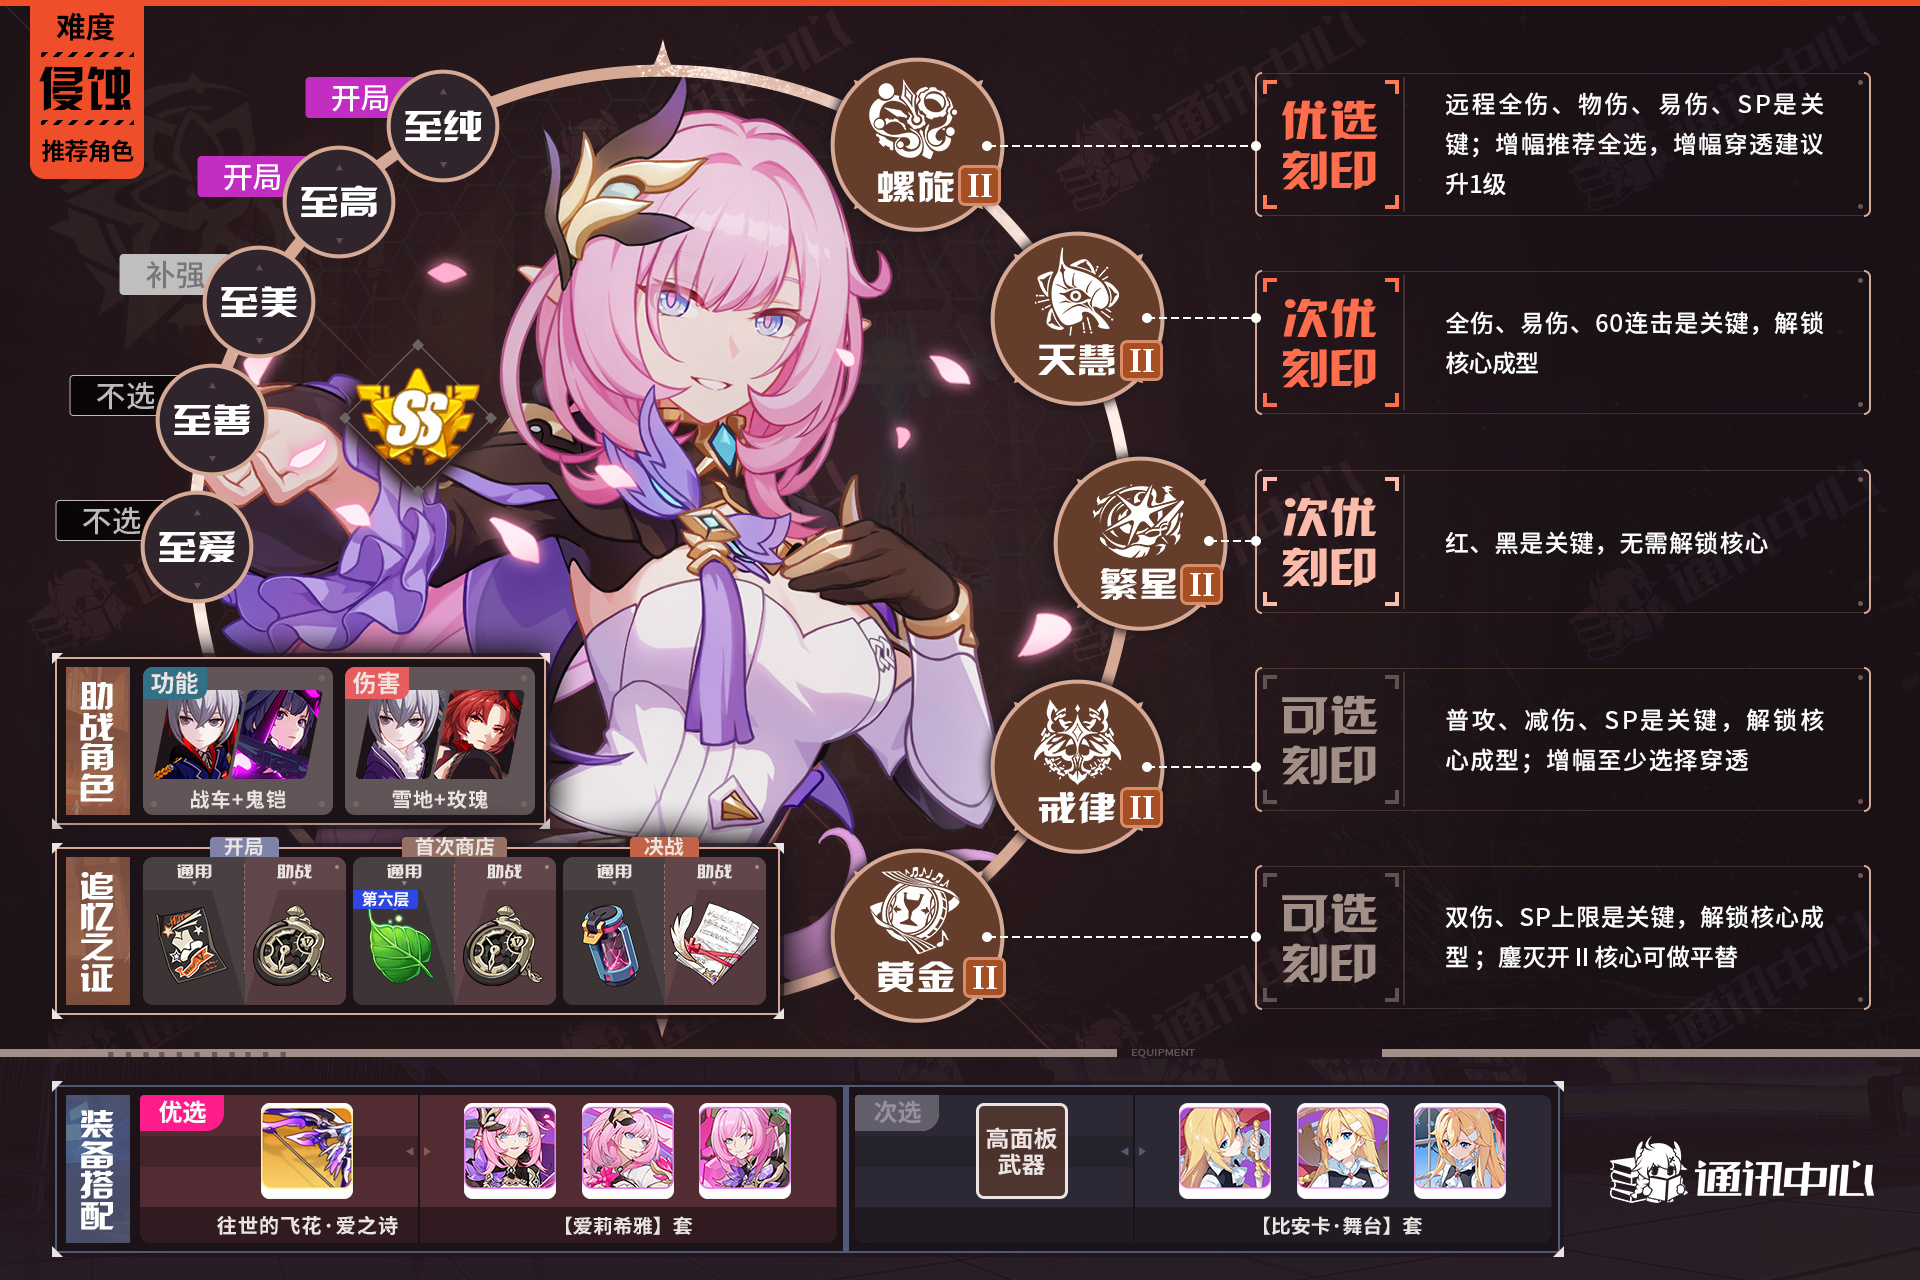 难度
侵蚀
推荐角色
开局
至纯
开局
至高
补强
至美
不选
至善
不选
至爱
SS
螺旋 II
优选
刻印
远程全伤、物伤、易伤、SP是关
键；增幅推荐全选，增幅穿透建议
升1级
天慧 II
次优
刻印
全伤、易伤、60连击是关键，解锁
核心成型
繁星 II
次优
刻印
红、黑是关键，无需解锁核心
戒律 II
可选
刻印
普攻、减伤、SP是关键，解锁核
心成型；增幅至少选择穿透
黄金 II
可选
刻印
双伤、SP上限是关键，解锁核心成
型；鏖灭开II核心可做平替
助战角色
功能
战车+鬼铠
伤害
雪地+玫瑰
追忆之证
开局
通用
助战
首次商店
通用
助战
第六层
决战
通用
助战
EQUIPMENT
装备搭配
优选
往世的飞花·爱之诗
【爱莉希雅】套
次选
高面板
武器
【比安卡·舞台】套
通讯中心